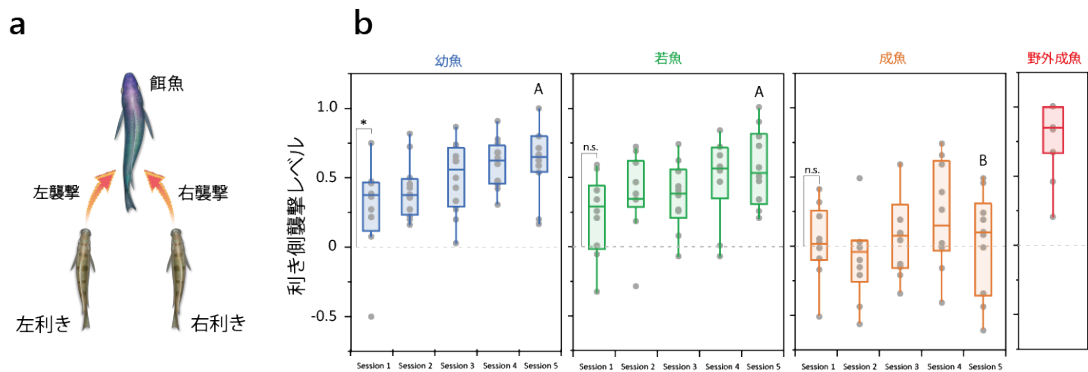 a
餌魚
左襲撃
右襲撃
左利き
右利き
b
幼魚
若魚
成魚
野外成魚
利き側襲撃レベル
1.0
0.5
0
-0.5
*
A
n.s.
A
n.s.
B
Session 1 Session 2 Session 3 Session 4 Session 5
Session 1 Session 2 Session 3 Session 4 Session 5
Session 1 Session 2 Session 3 Session 4 Session 5